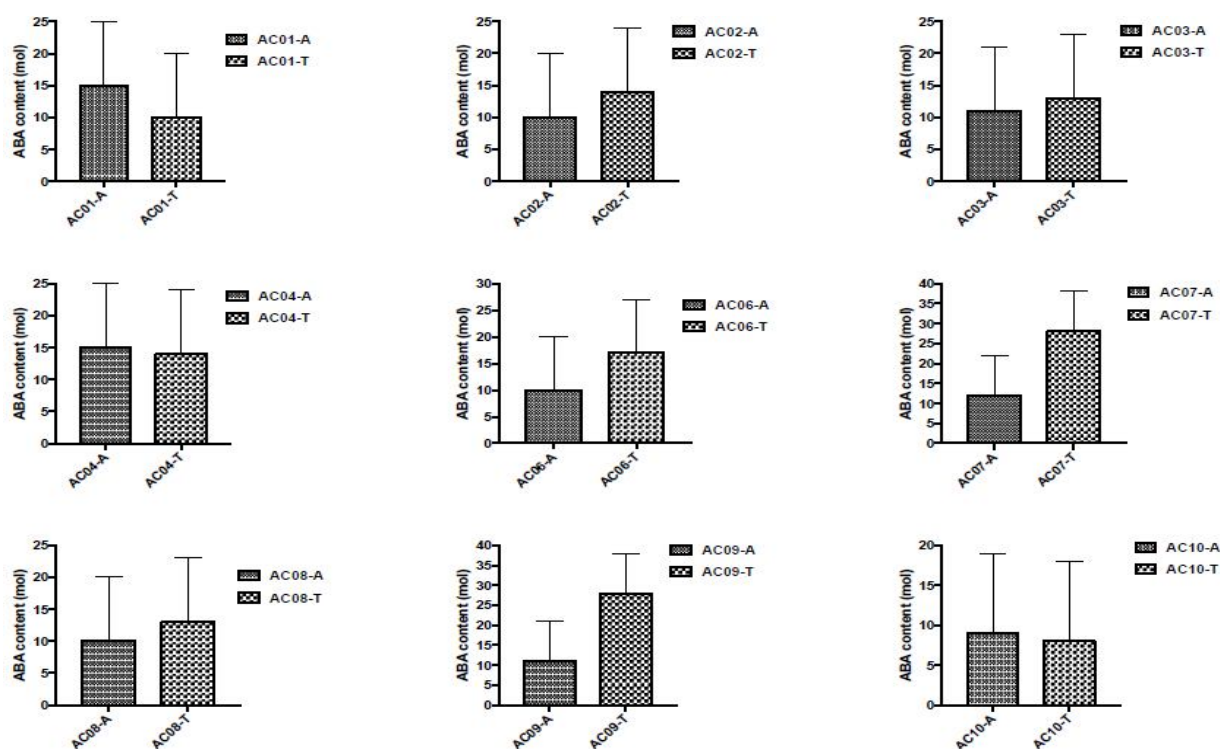 ABA content (mol)
25
20
15
10
5
0
AC01-A
AC01-T
AC01-A
AC01-T
ABA content (mol)
25
20
15
10
5
0
AC02-A
AC02-T
AC02-A
AC02-T
ABA content (mol)
25
20
15
10
5
0
AC03-A
AC03-T
AC03-A
AC03-T
ABA content (mol)
25
20
15
10
5
0
AC04-A
AC04-T
AC04-A
AC04-T
ABA content (mol)
30
25
20
15
10
5
0
AC06-A
AC06-T
AC06-A
AC06-T
ABA content (mol)
40
35
30
25
20
15
10
5
0
AC07-A
AC07-T
AC07-A
AC07-T
ABA content (mol)
25
20
15
10
5
0
AC08-A
AC08-T
AC08-A
AC08-T
ABA content (mol)
40
35
30
25
20
15
10
5
0
AC09-A
AC09-T
AC09-A
AC09-T
ABA content (mol)
20
15
10
5
0
AC10-A
AC10-T
AC10-A
AC10-T